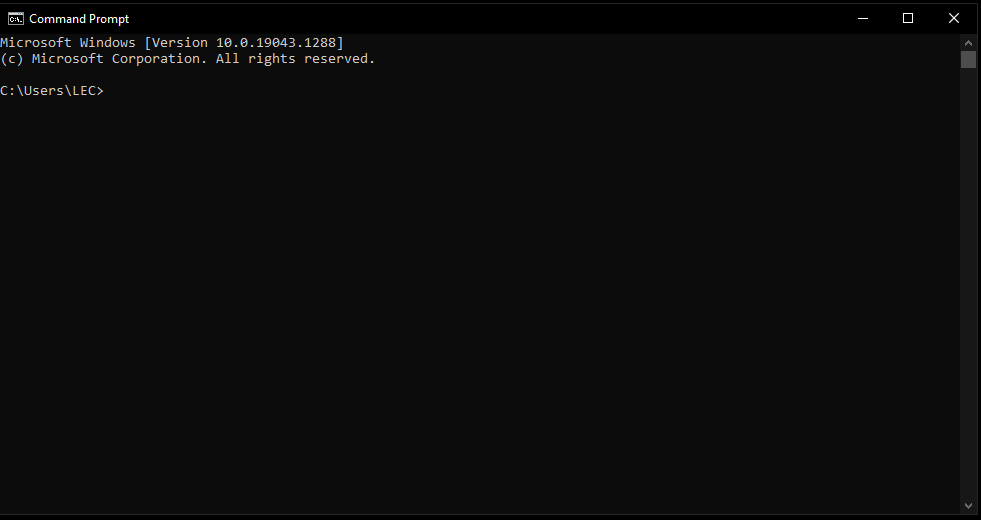 Command Prompt
Microsoft Windows [Version 10.0.19043.1288]
(c) Microsoft Corporation. All rights reserved.
C:\Users\LEC>